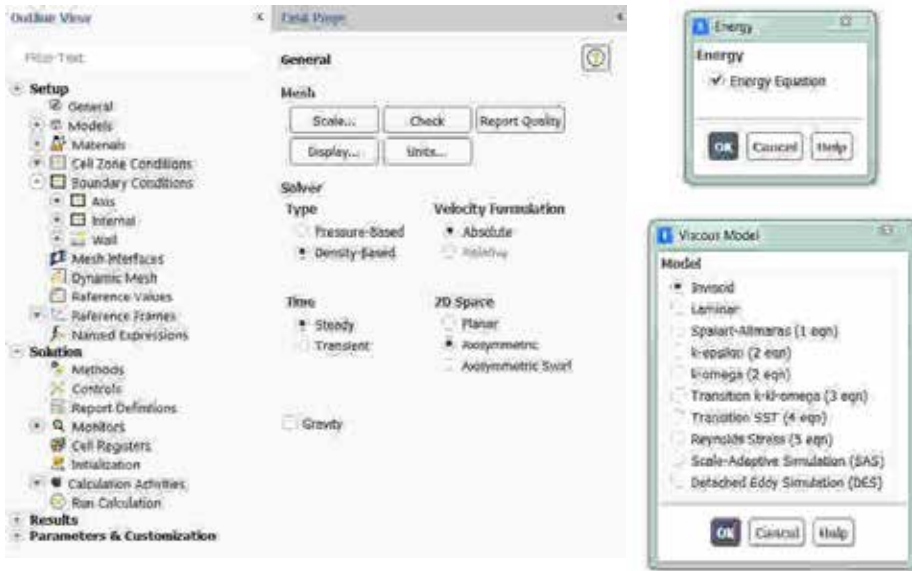 Outline View
Filter Text
Setup
General
Models
Materials
Cell Zone Conditions
Boundary Conditions
Axis
Internal
Wall
Mesh Interfaces
Dynamic Mesh
Reference Values
Reference Frames
Named Expressions
Solution
Methods
Controls
Report Definitions
Monitors
Cell Registers
Initialization
Calculation Activities
Run Calculation
Results
Parameters & Customization
Task Page
General
Mesh
Scale... Check Report Quality
Display... Units...
Solver
Type Velocity Formulation
Pressure-Based Absolute
Density-Based Relative
Time 2D Space
Steady Planar
Transient Axisymmetric
Axisymmetric Swirl
Gravity
Energy
Energy
Energy Equation
OK Cancel Help
Viscous Model
Model
Inviscid
Laminar
Spalart-Allmaras (1 eqn)
k-epsilon (2 eqn)
k-omega (2 eqn)
Transition k-kl-omega (3 eqn)
Transition SST (4 eqn)
Reynolds Stress (5 eqn)
Scale-Adaptive Simulation (SAS)
Detached Eddy Simulation (DES)
OK Cancel Help